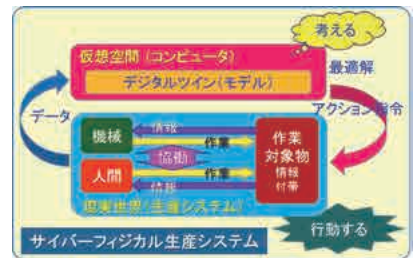 考える
仮想空間(コンピュータ)
デジタルツイン(モデル)
最適解
データ
アクション指令
機械
情報
作業
協働
人間
作業
情報
作業
対象物
情報
付帯
現実世界(生産システム)
行動する
サイバーフィジカル生産システム